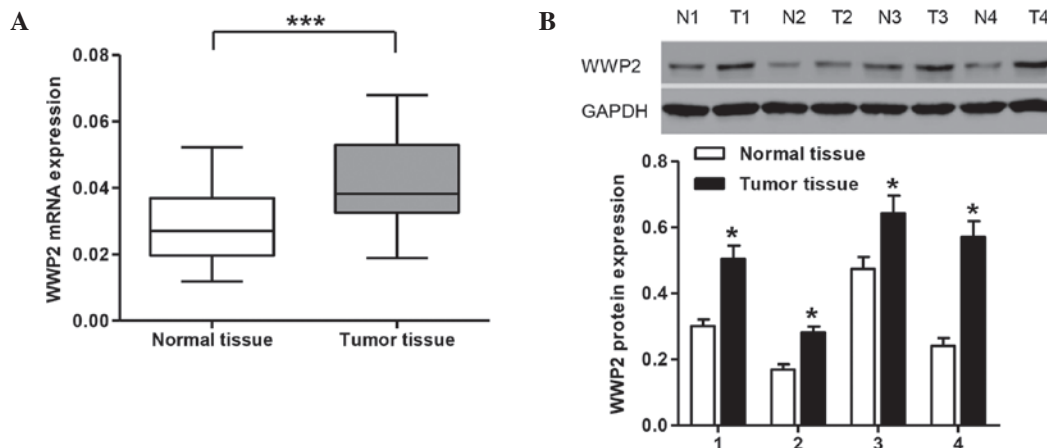 A
***
WWP2 mRNA expression
0.08
0.06
0.04
0.02
0.00
Normal tissue Tumor tissue
B
N1 T1 N2 T2 N3 T3 N4 T4
WWP2
GAPDH
Normal tissue
Tumor tissue
WWP2 protein expression
0.8
0.6
0.4
0.2
0.0
* * * *
1 2 3 4